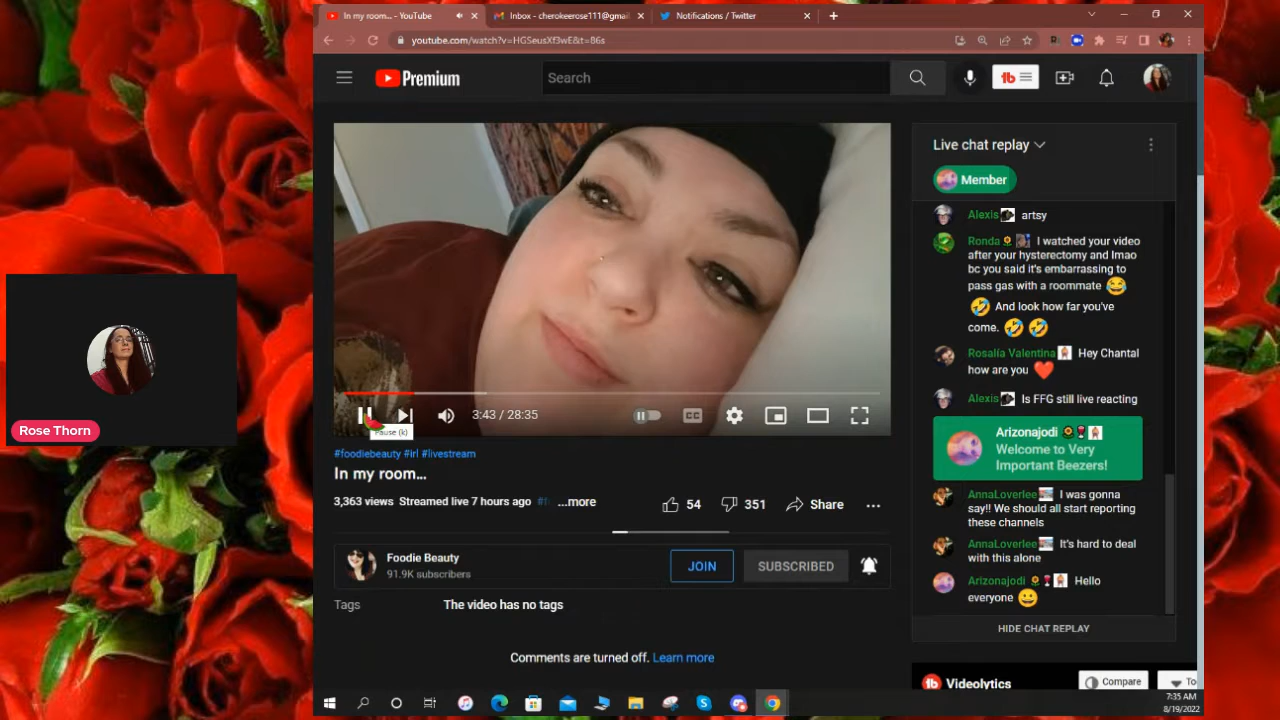 In my room... - YouTube
Inbox - cherokeerose111@gmai
Notifications / Twitter
youtube.com/watch?v=HGSeusXf3wE&t=86s
Premium
Search
tb
Live chat replay
Member
Alexis artsy
Ronda I watched your video
after your hysterectomy and lmao
bc you said it's embarrassing to
pass gas with a roommate
And look how far you've
come.
Rosalía Valentina Hey Chantal
how are you
Alexis Is FFG still live reacting
Arizonajodi
Welcome to Very
Important Beezers!
AnnaLoverlee I was gonna
say!! We should all start reporting
these channels
AnnaLoverlee It's hard to deal
with this alone
Arizonajodi Hello
everyone
HIDE CHAT REPLAY
3:43 / 28:35
CC
Pause (k)
#foodiebeauty #irl #livestream
In my room...
3,363 views Streamed live 7 hours ago ...more
54
351
Share
Foodie Beauty
91.9K subscribers
JOIN
SUBSCRIBED
Tags
The video has no tags
Comments are turned off. Learn more
tb Videolytics
Compare
To
7:35 AM
8/19/2022
Rose Thorn